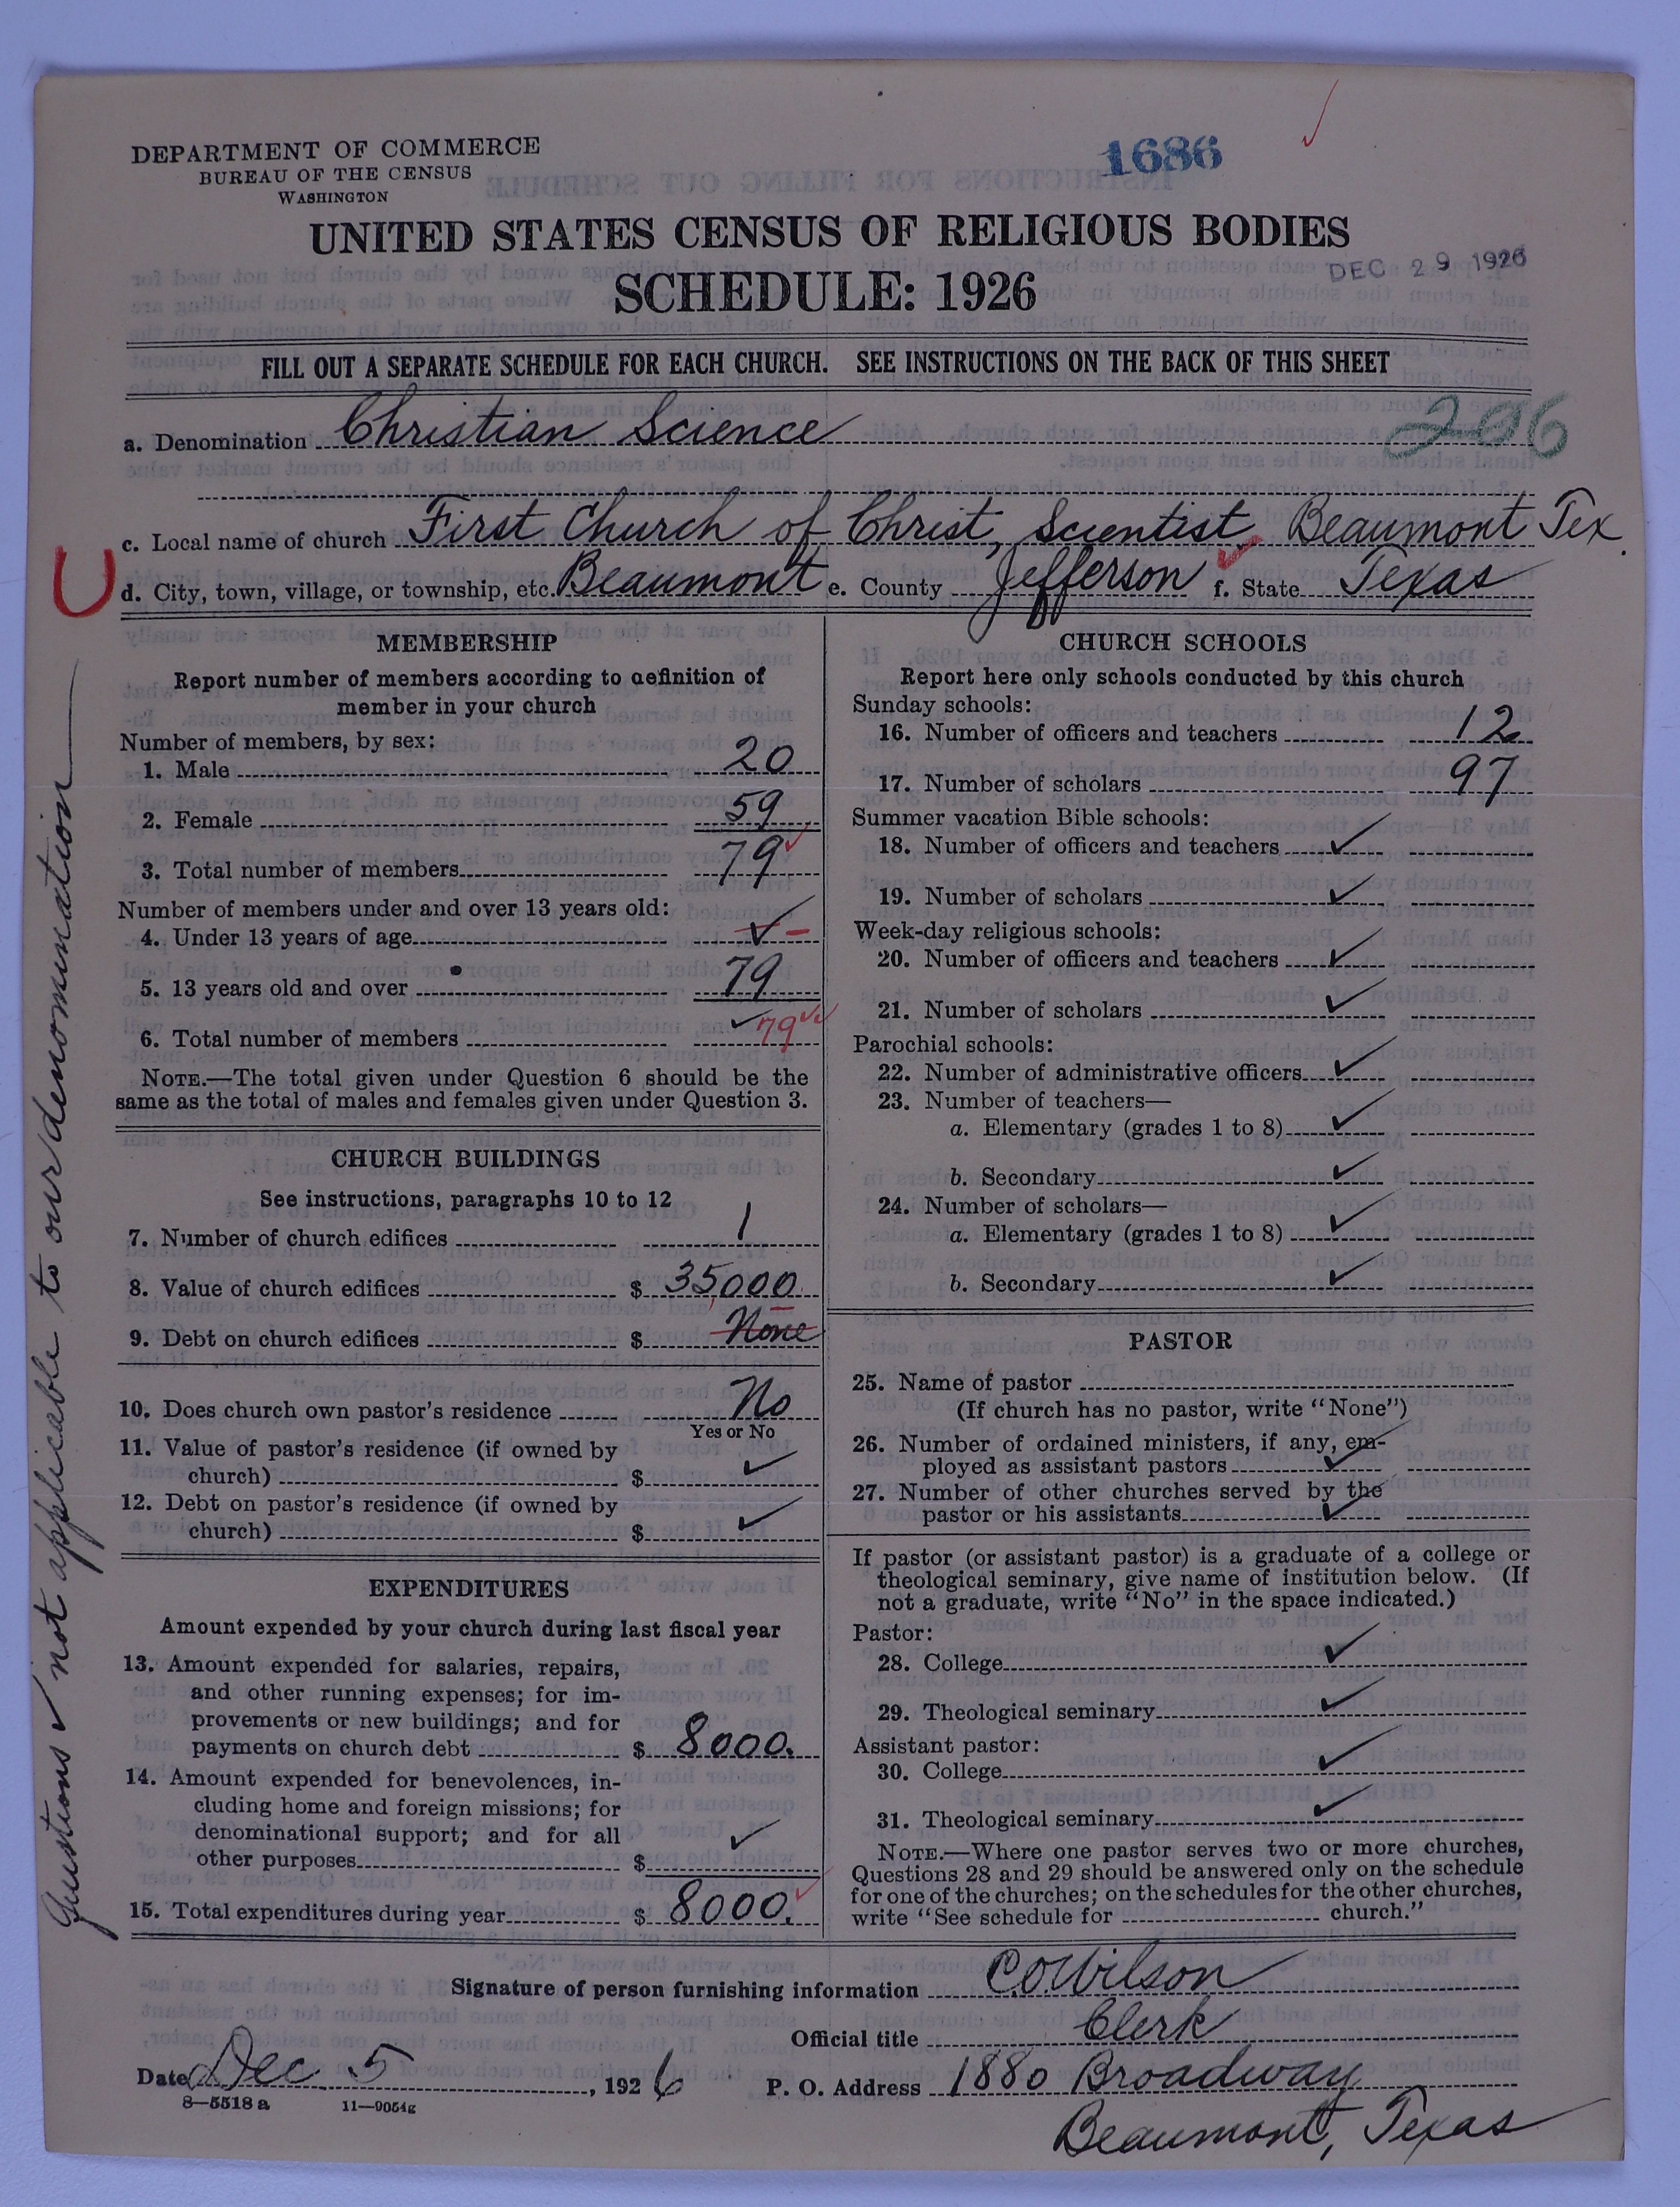 DEPARTMENT OF COMMERCE
BUREAU OF THE CENSUS
WASHINGTON
1686
UNITED STATES CENSUS OF RELIGIOUS BODIES
SCHEDULE: 1926
DEC 29 1926
FILL OUT A SEPARATE SCHEDULE FOR EACH CHURCH. SEE INSTRUCTIONS ON THE BACK OF THIS SHEET
a. Denomination Christian Science
206
c. Local name of church First Church of Christ, Scientist, Beaumont Tex.
d. City, town, village, or township, etc. Beaumont e. County Jefferson f. State Texas
Questions ✓ not applicable to our denomination
MEMBERSHIP
Report number of members according to definition of
member in your church
Number of members, by sex:
1. Male 20
2. Female 59
3. Total number of members 79 ✓
Number of members under and over 13 years old:
4. Under 13 years of age ✓ –
5. 13 years old and over 79
6. Total number of members ✓ 79 ✓✓
NOTE.—The total given under Question 6 should be the
same as the total of males and females given under Question 3.
CHURCH BUILDINGS
See instructions, paragraphs 10 to 12
7. Number of church edifices 1
8. Value of church edifices $ 35,000.
9. Debt on church edifices $ None
10. Does church own pastor's residence No
Yes or No
11. Value of pastor's residence (if owned by
church) $ ✓
12. Debt on pastor's residence (if owned by
church) $ ✓
EXPENDITURES
Amount expended by your church during last fiscal year
13. Amount expended for salaries, repairs,
and other running expenses; for im-
provements or new buildings; and for
payments on church debt $ 8000.
14. Amount expended for benevolences, in-
cluding home and foreign missions; for
denominational support; and for all
other purposes $ ✓
15. Total expenditures during year $ 8000. ✓
CHURCH SCHOOLS
Report here only schools conducted by this church
Sunday schools:
16. Number of officers and teachers 12
17. Number of scholars 97
Summer vacation Bible schools:
18. Number of officers and teachers ✓
19. Number of scholars ✓
Week-day religious schools:
20. Number of officers and teachers ✓
21. Number of scholars ✓
Parochial schools:
22. Number of administrative officers ✓
23. Number of teachers—
a. Elementary (grades 1 to 8) ✓
b. Secondary ✓
24. Number of scholars—
a. Elementary (grades 1 to 8) ✓
b. Secondary ✓
PASTOR
25. Name of pastor
(If church has no pastor, write "None")
26. Number of ordained ministers, if any, em-
ployed as assistant pastors ✓
27. Number of other churches served by the
pastor or his assistants ✓
If pastor (or assistant pastor) is a graduate of a college or
theological seminary, give name of institution below. (If
not a graduate, write "No" in the space indicated.)
Pastor:
28. College ✓
29. Theological seminary ✓
Assistant pastor:
30. College ✓
31. Theological seminary ✓
NOTE.—Where one pastor serves two or more churches,
Questions 28 and 29 should be answered only on the schedule
for one of the churches; on the schedules for the other churches,
write "See schedule for church."
Signature of person furnishing information C.O. Wilson
Official title Clerk
Date Dec 5, 1926 P. O. Address 1880 Broadway
8—5518 a 11—9054g
Beaumont, Texas